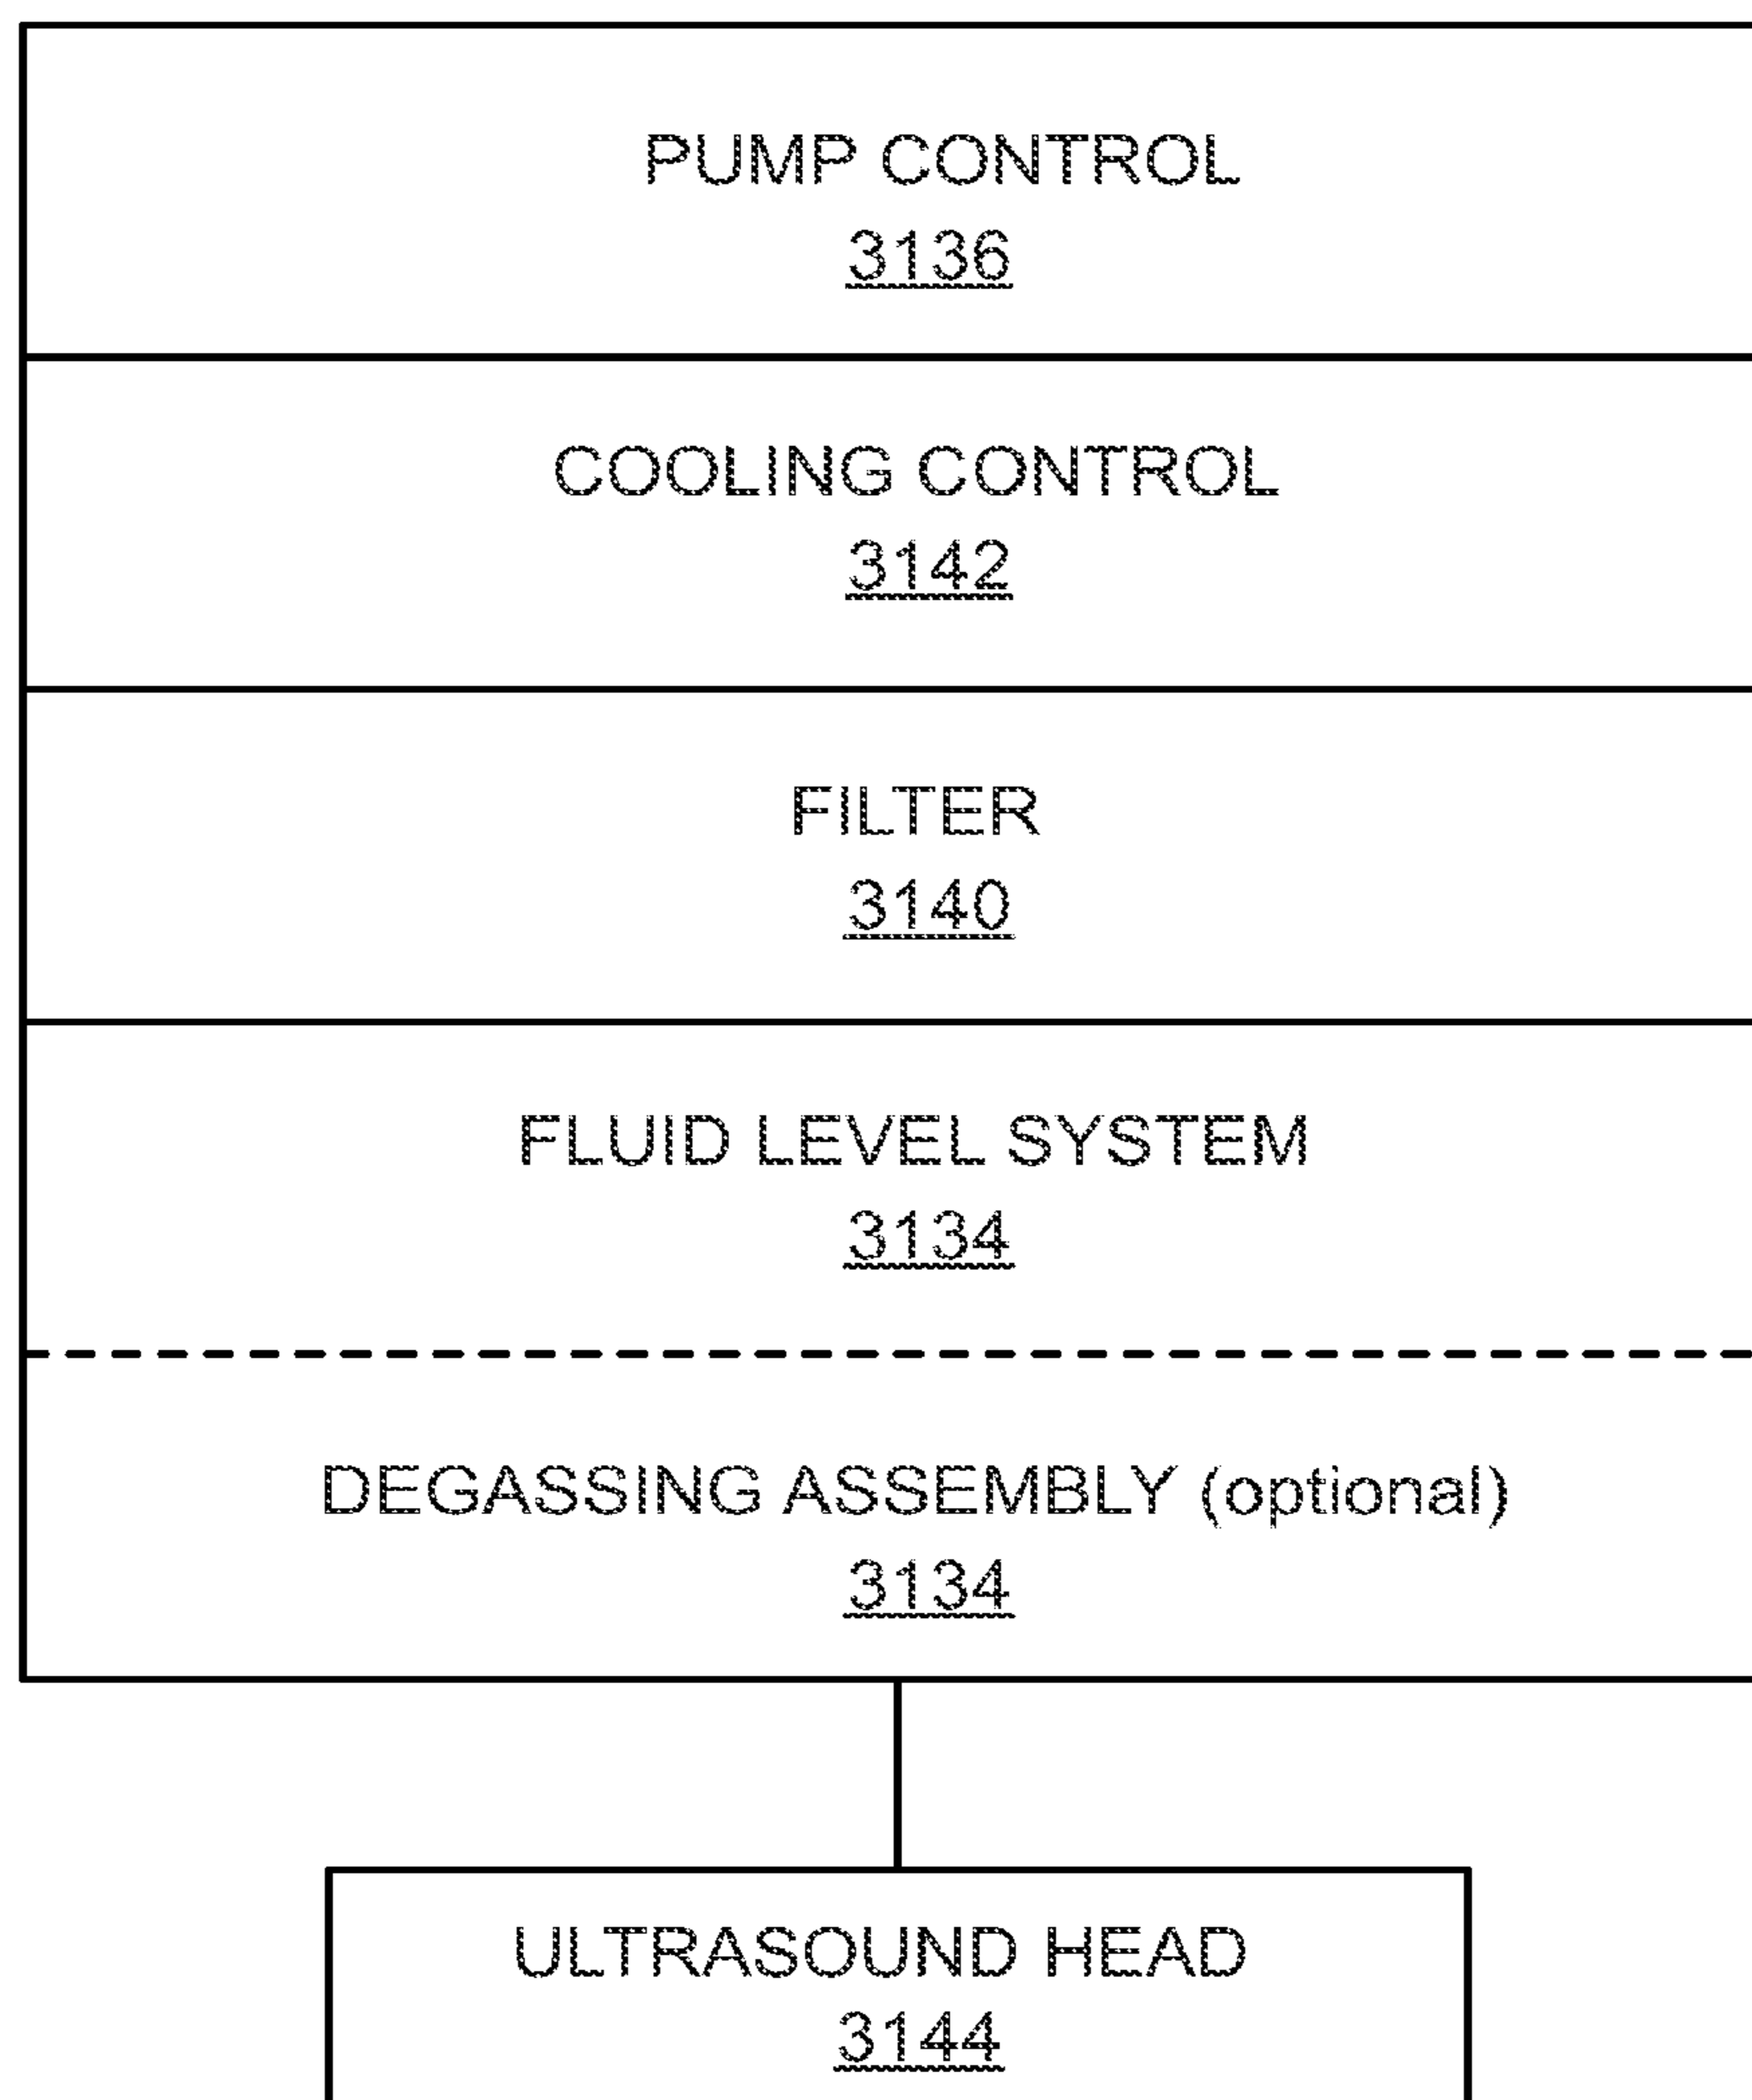 PUMP CONTROL
3136
COOLING CONTROL
3142
FILTER
3140
FLUID LEVEL SYSTEM
3134
DEGASSING ASSEMBLY (optional)
3134
ULTRASOUND HEAD
3144